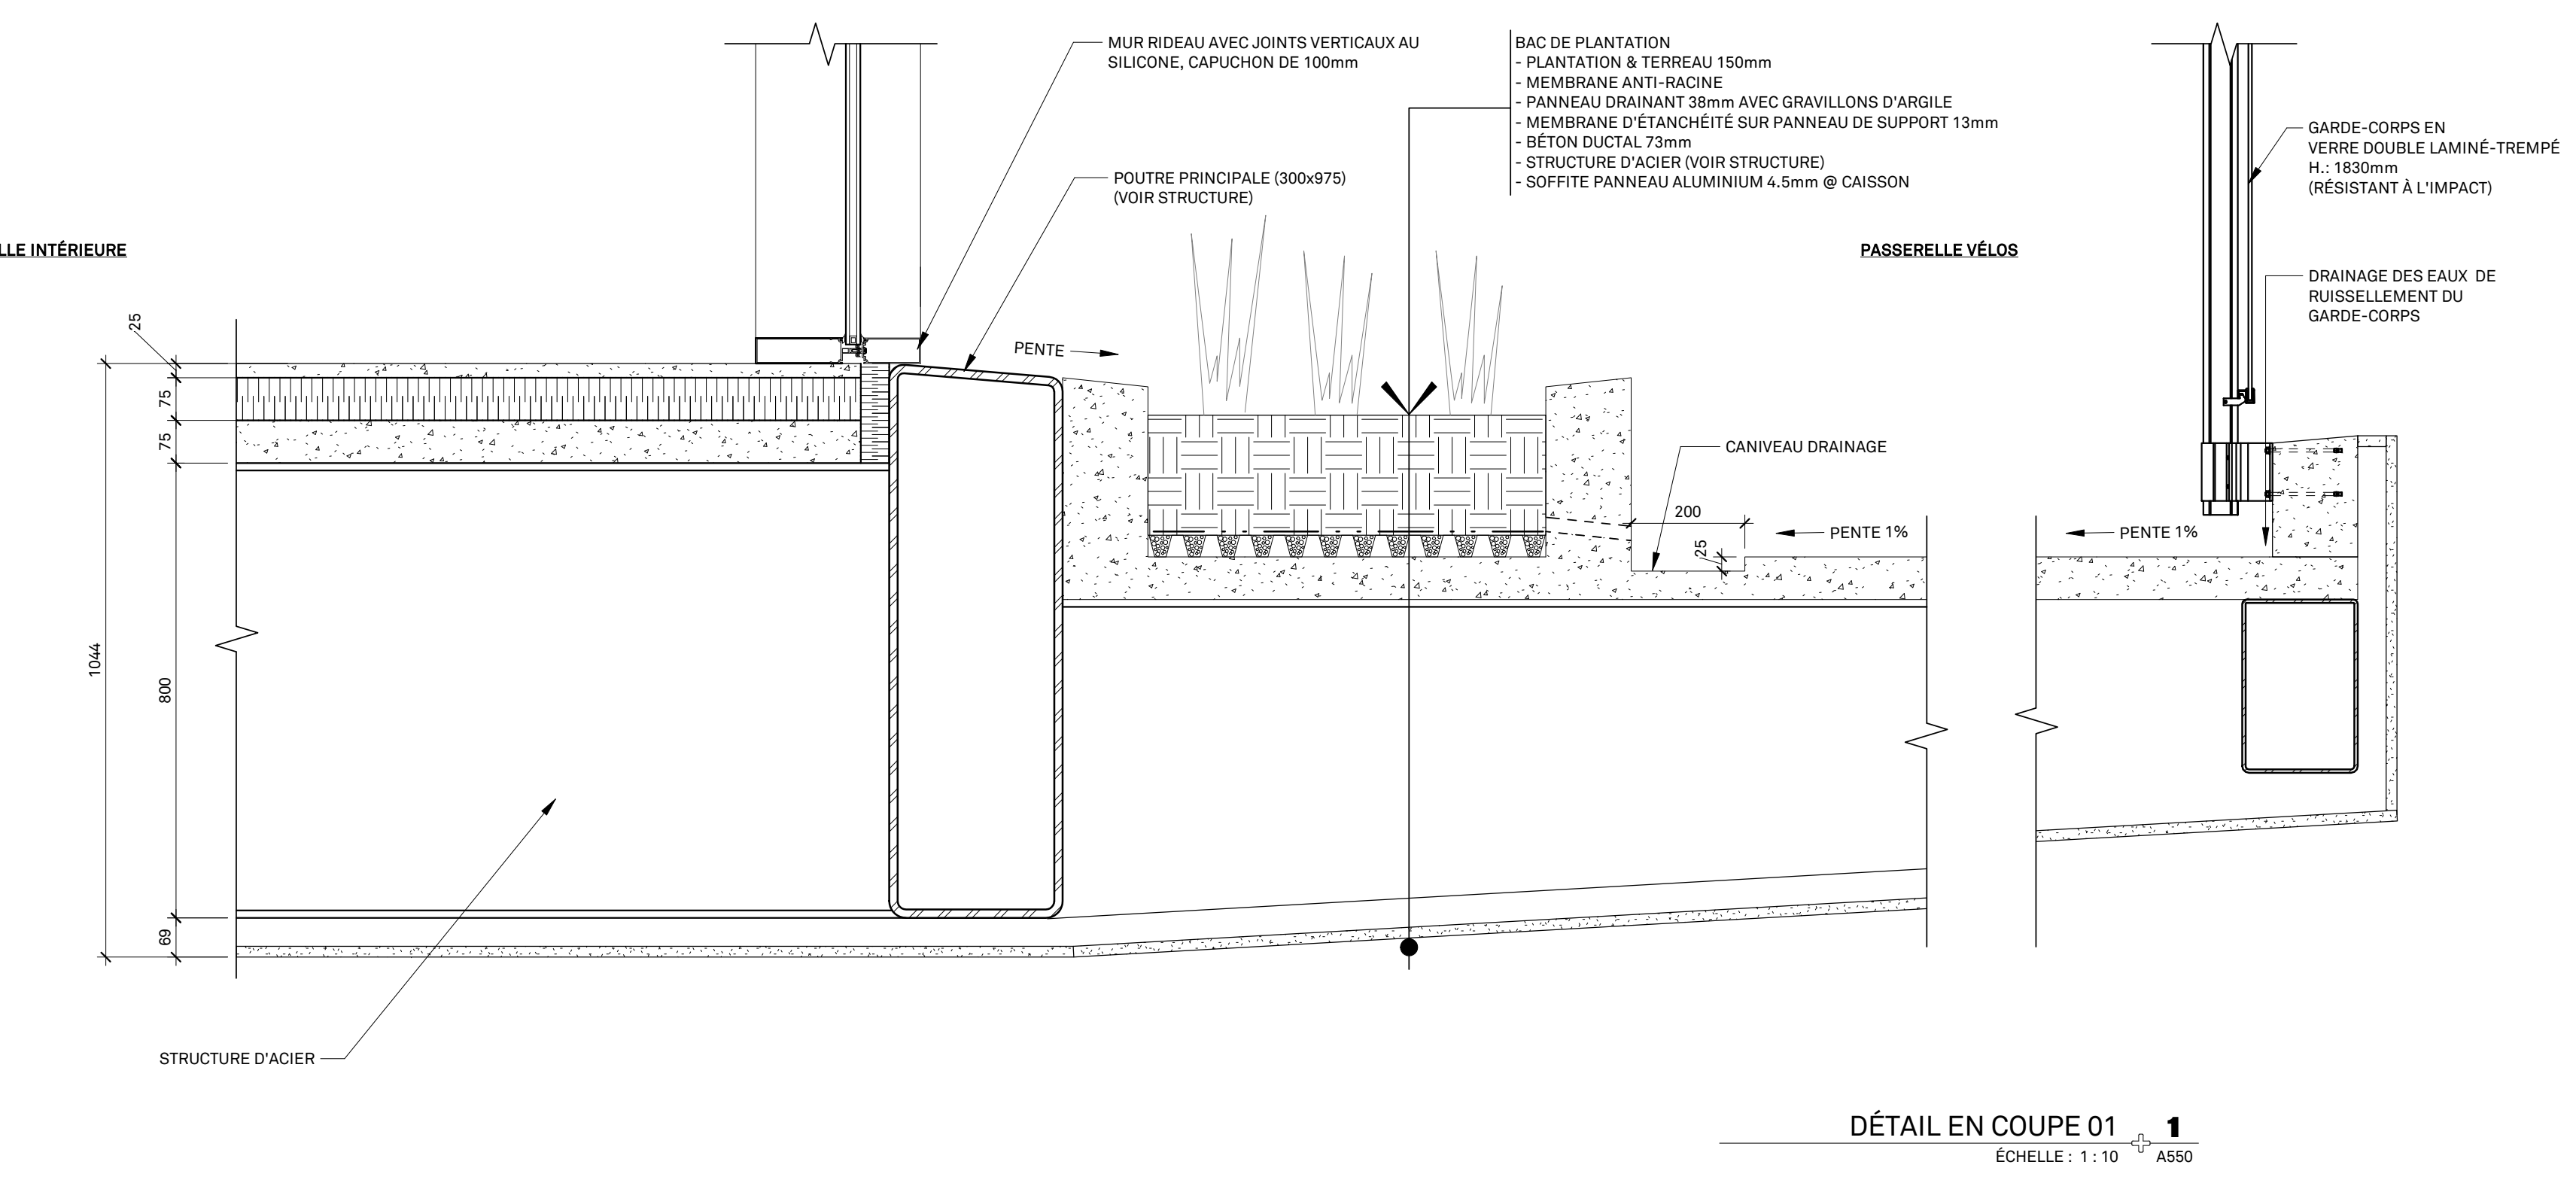 MUR RIDEAU AVEC JOINTS VERTICAUX AU
SILICONE, CAPUCHON DE 100mm
BAC DE PLANTATION
- PLANTATION & TERREAU 150mm
- MEMBRANE ANTI-RACINE
- PANNEAU DRAINANT 38mm AVEC GRAVILLONS D'ARGILE
- MEMBRANE D'ÉTANCHÉITÉ SUR PANNEAU DE SUPPORT 13mm
- BÉTON DUCTAL 73mm
- STRUCTURE D'ACIER (VOIR STRUCTURE)
- SOFFITE PANNEAU ALUMINIUM 4.5mm @ CAISSON
GARDE-CORPS EN
VERRE DOUBLE LAMINÉ-TREMPÉ
H.: 1830mm
(RÉSISTANT À L'IMPACT)
POUTRE PRINCIPALE (300x975)
(VOIR STRUCTURE)
LLE INTÉRIEURE
PASSERELLE VÉLOS
DRAINAGE DES EAUX DE
RUISSELLEMENT DU
GARDE-CORPS
25
PENTE
75
75
CANIVEAU DRAINAGE
200
25
PENTE 1%
PENTE 1%
1044
800
69
STRUCTURE D'ACIER
DÉTAIL EN COUPE 01
1
ÉCHELLE : 1 : 10
A550